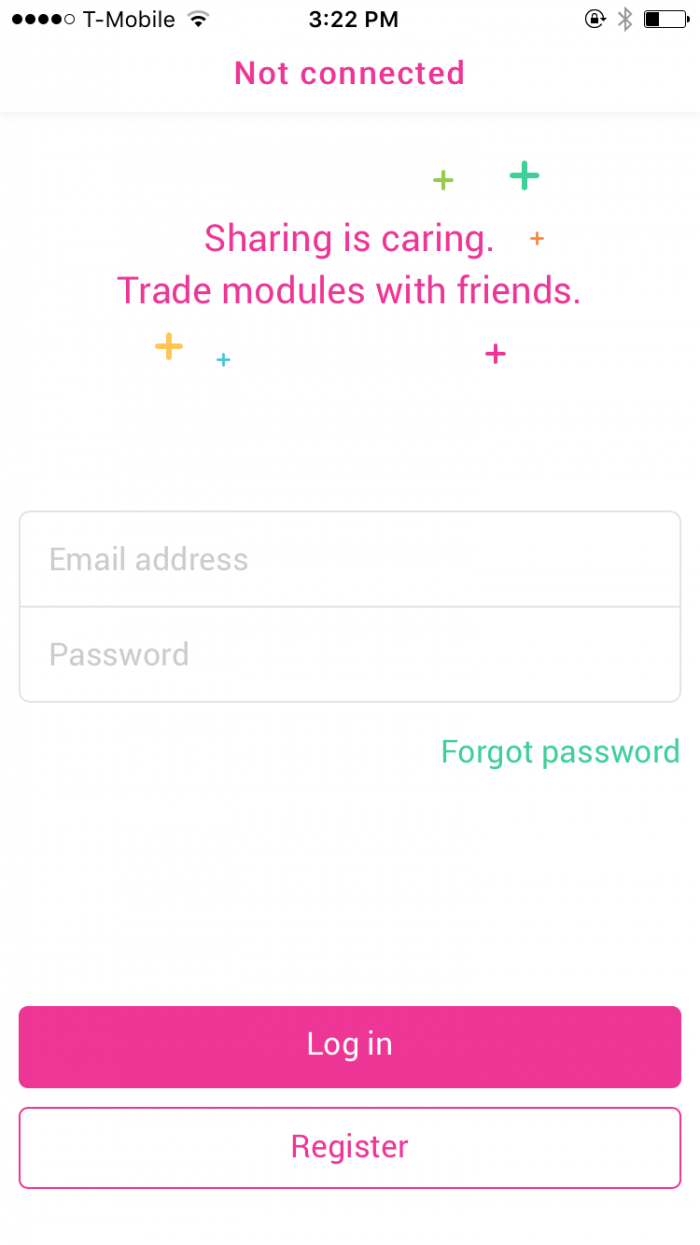 T-Mobile 3:22 PM
Not connected
Sharing is caring.
Trade modules with friends.
Email address
Password
Forgot password
Log in
Register